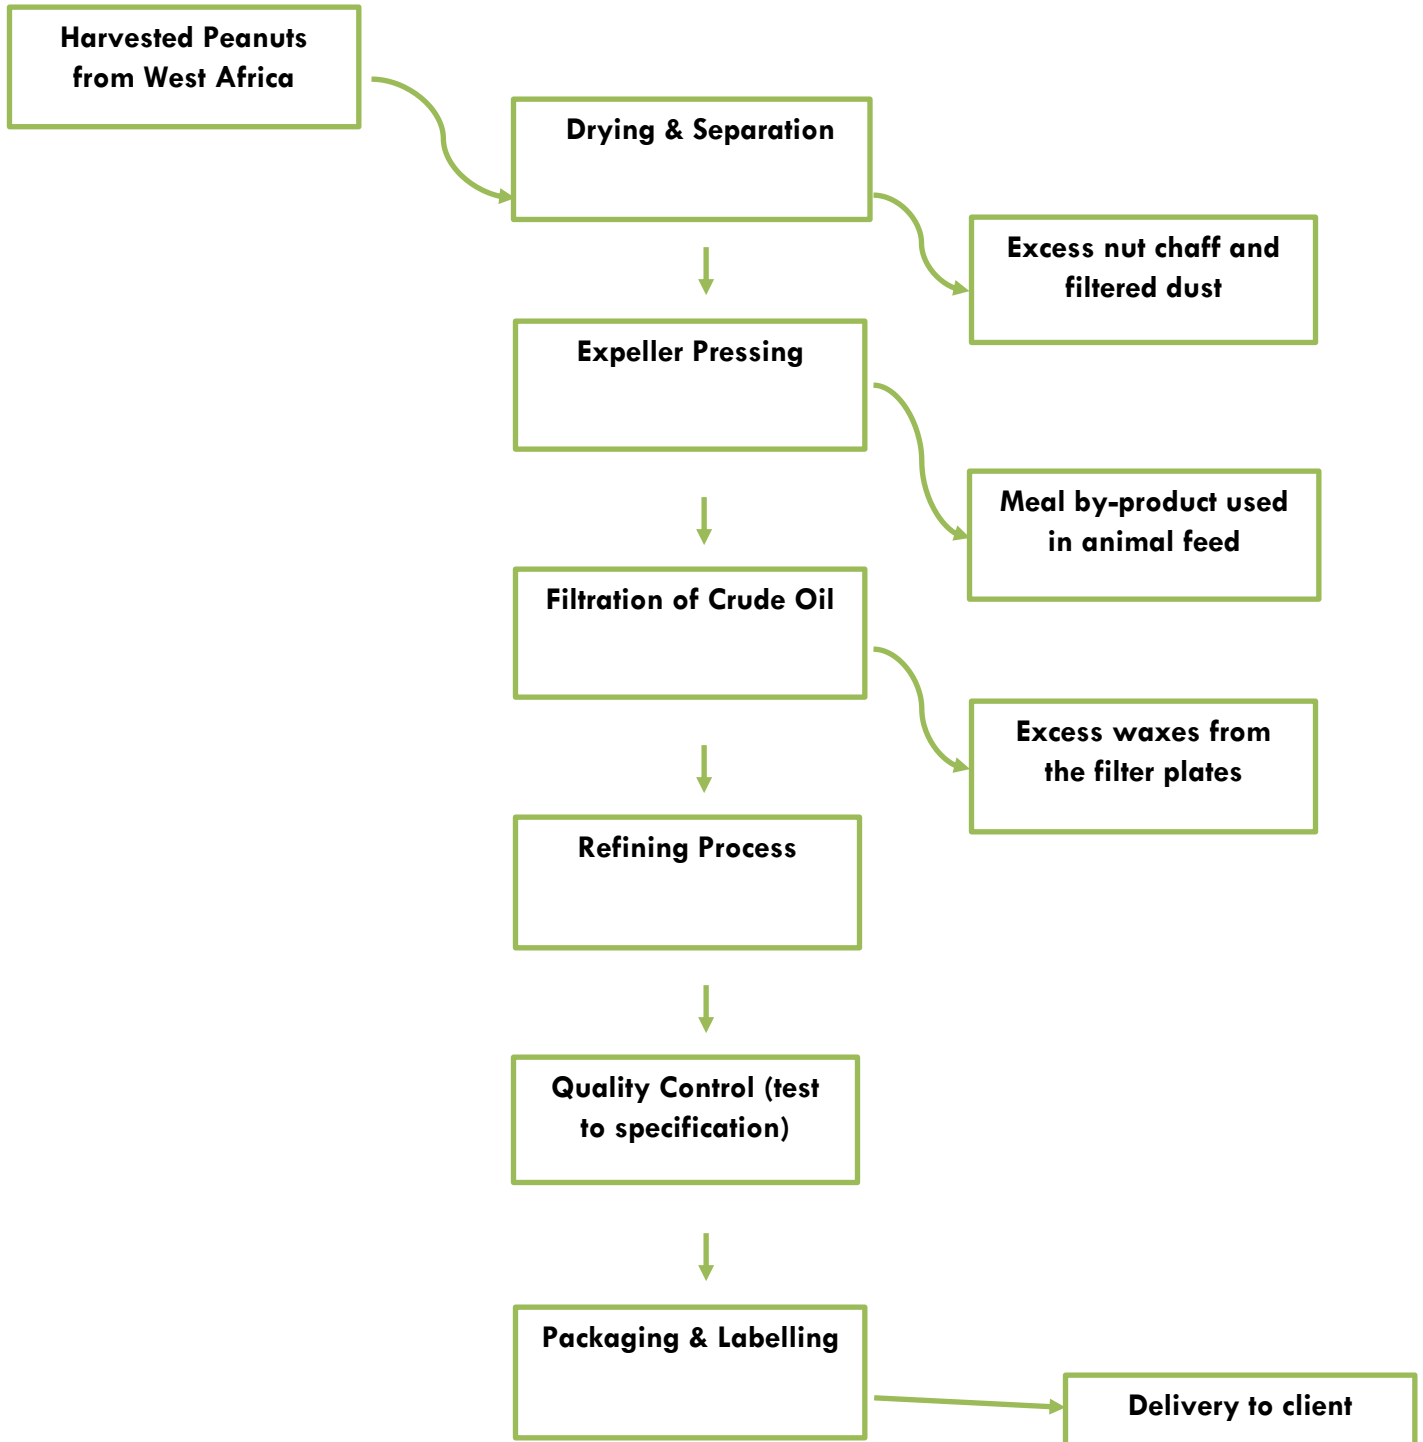 Harvested Peanuts
from West Africa
Drying & Separation
Excess nut chaff and
filtered dust
Expeller Pressing
Meal by-product used
in animal feed
Filtration of Crude Oil
Excess waxes from
the filter plates
Refining Process
Quality Control (test
to specification)
Packaging & Labelling
Delivery to client